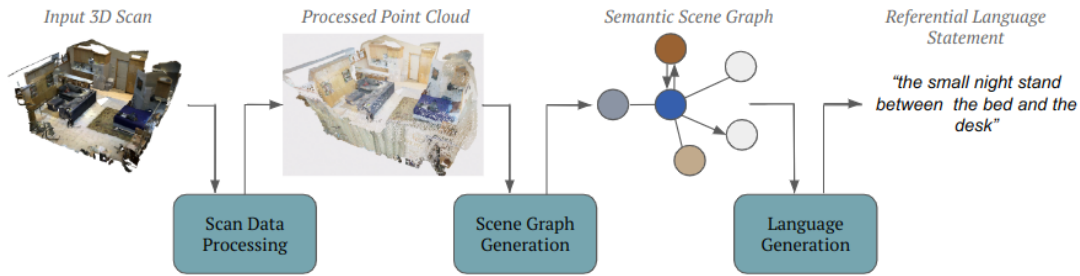 Input 3D Scan
Processed Point Cloud
Semantic Scene Graph
Referential Language
Statement
“the small night stand
between the bed and the
desk”
Scan Data
Processing
Scene Graph
Generation
Language
Generation